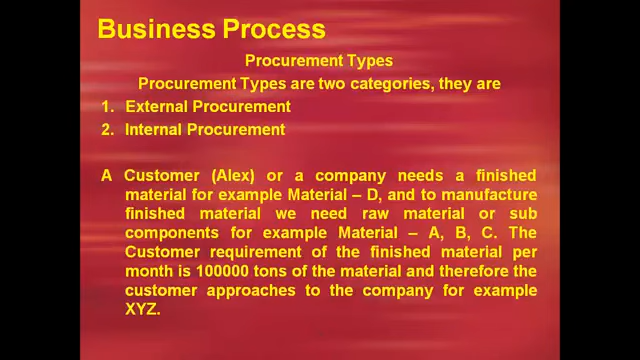 Business Process
Procurement Types
Procurement Types are two categories, they are
1. External Procurement
2. Internal Procurement
A Customer (Alex) or a company needs a finished
material for example Material – D, and to manufacture
finished material we need raw material or sub
components for example Material – A, B, C. The
Customer requirement of the finished material per
month is 100000 tons of the material and therefore the
customer approaches to the company for example
XYZ.